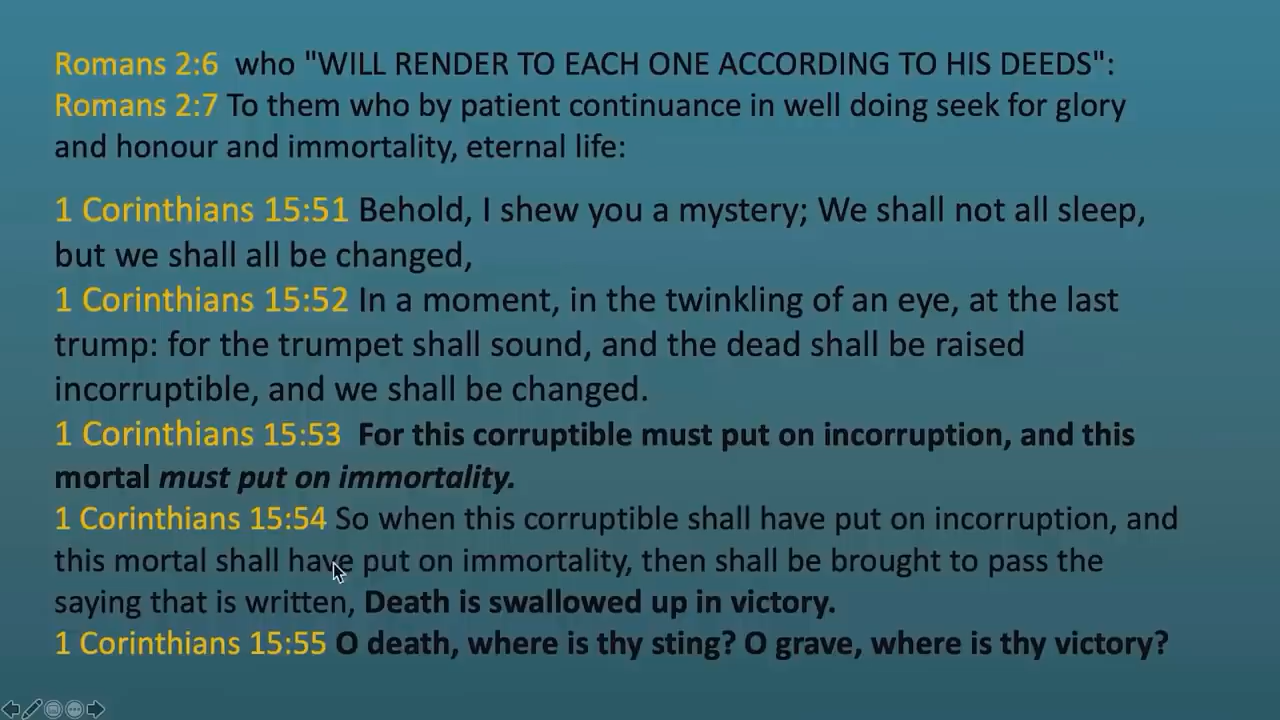 Romans 2:6  who "WILL RENDER TO EACH ONE ACCORDING TO HIS DEEDS":
Romans 2:7 To them who by patient continuance in well doing seek for glory
and honour and immortality, eternal life:
1 Corinthians 15:51 Behold, I shew you a mystery; We shall not all sleep,
but we shall all be changed,
1 Corinthians 15:52 In a moment, in the twinkling of an eye, at the last
trump: for the trumpet shall sound, and the dead shall be raised
incorruptible, and we shall be changed.
1 Corinthians 15:53  For this corruptible must put on incorruption, and this
mortal must put on immortality.
1 Corinthians 15:54 So when this corruptible shall have put on incorruption, and
this mortal shall have put on immortality, then shall be brought to pass the
saying that is written, Death is swallowed up in victory.
1 Corinthians 15:55 O death, where is thy sting? O grave, where is thy victory?